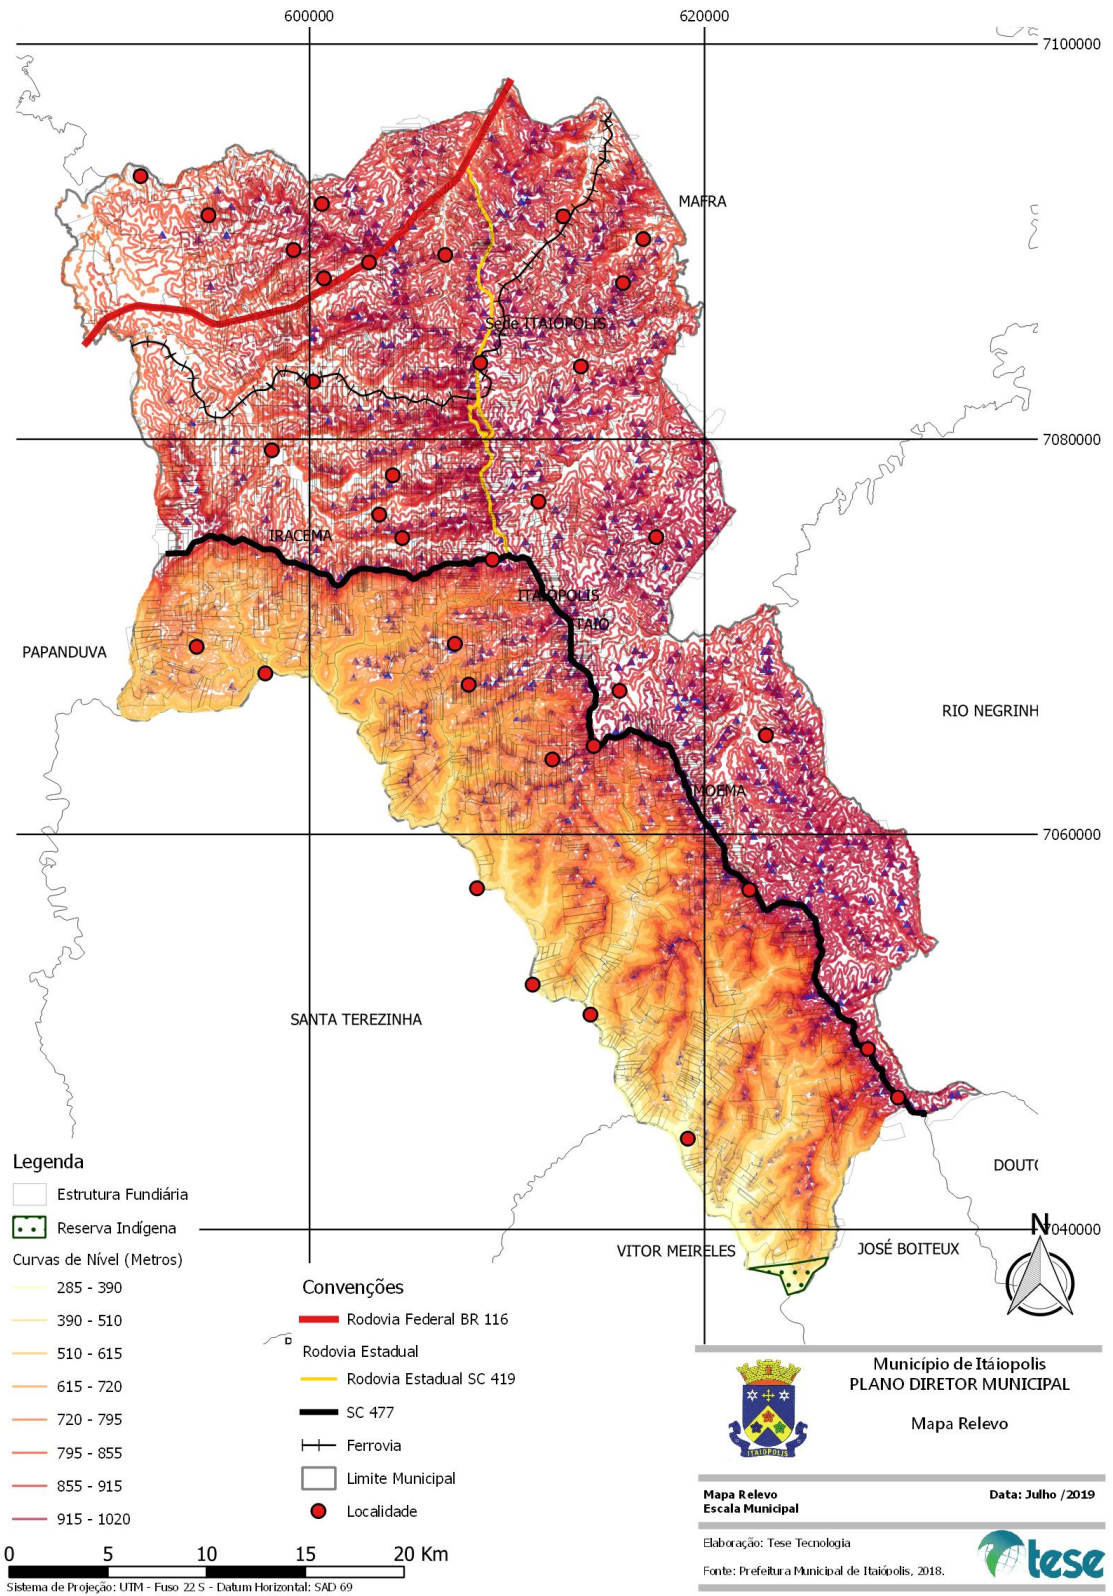 600000
620000
7100000
MAFRA
Sede ITAIÓPOLIS
7080000
IRACEMA
ITAIÓPOLIS
ITAIÓ
PAPANDUVA
RIO NEGRINH
MOEMA
7060000
SANTA TEREZINHA
DOUTO
N
7040000
VITOR MEIRELES
JOSÉ BOITEUX
Legenda
Estrutura Fundiária
Reserva Indígena
Curvas de Nível (Metros)
285 - 390
390 - 510
510 - 615
615 - 720
720 - 795
795 - 855
855 - 915
915 - 1020
D
Convenções
Rodovia Federal BR 116
Rodovia Estadual
Rodovia Estadual SC 419
SC 477
Ferrovia
Limite Municipal
Localidade
0 5 10 15 20 Km
Sistema de Projeção: UTM - Fuso 22 S - Datum Horizontal: SAD 69
ITAIOPOLIS
Município de Itáiopolis
PLANO DIRETOR MUNICIPAL
Mapa Relevo
Mapa Relevo
Escala Municipal
Data: Julho /2019
Elaboração: Tese Tecnologia
Fonte: Prefeitura Municipal de Itaiópolis, 2018.
tese